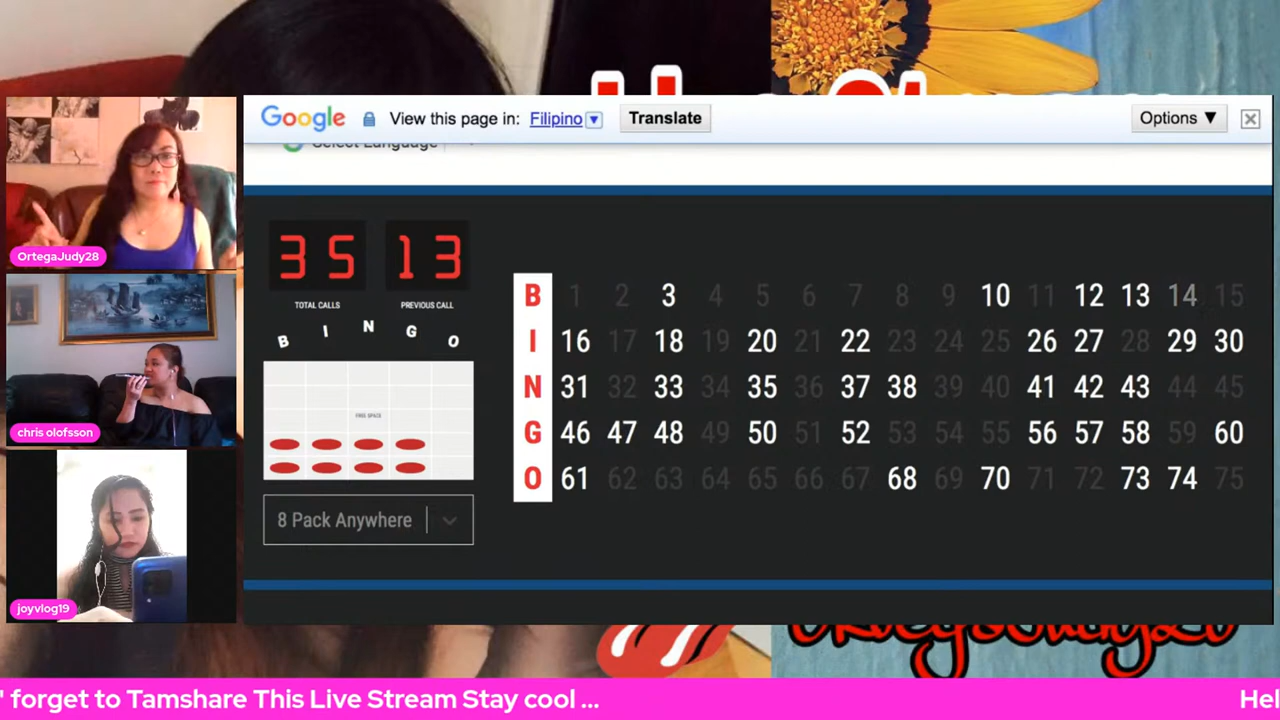 Google View this page in: Filipino ▼ Translate Options ▼
Select Language
OrtegaJudy28
chris olofsson
joyvlog19
35 13
TOTAL CALLS PREVIOUS CALL
B I N G O
FREE SPACE
8 Pack Anywhere
B 1 2 3 4 5 6 7 8 9 10 11 12 13 14 15
I 16 17 18 19 20 21 22 23 24 25 26 27 28 29 30
N 31 32 33 34 35 36 37 38 39 40 41 42 43 44 45
G 46 47 48 49 50 51 52 53 54 55 56 57 58 59 60
O 61 62 63 64 65 66 67 68 69 70 71 72 73 74 75
' forget to Tamshare This Live Stream Stay cool ... Hel